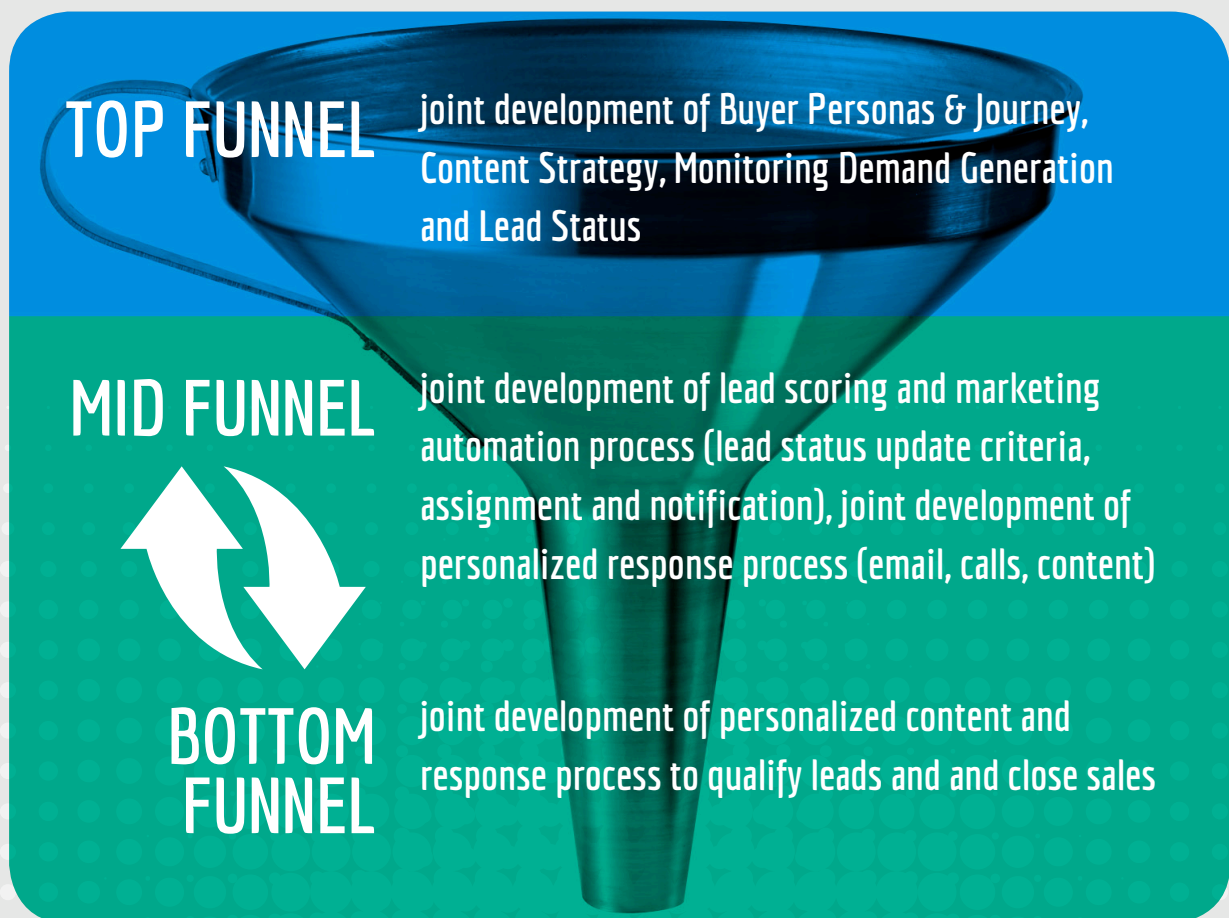 TOP FUNNEL
joint development of Buyer Personas & Journey,
Content Strategy, Monitoring Demand Generation
and Lead Status
MID FUNNEL
joint development of lead scoring and marketing
automation process (lead status update criteria,
assignment and notification), joint development of
personalized response process (email, calls, content)
BOTTOM
FUNNEL
joint development of personalized content and
response process to qualify leads and and close sales